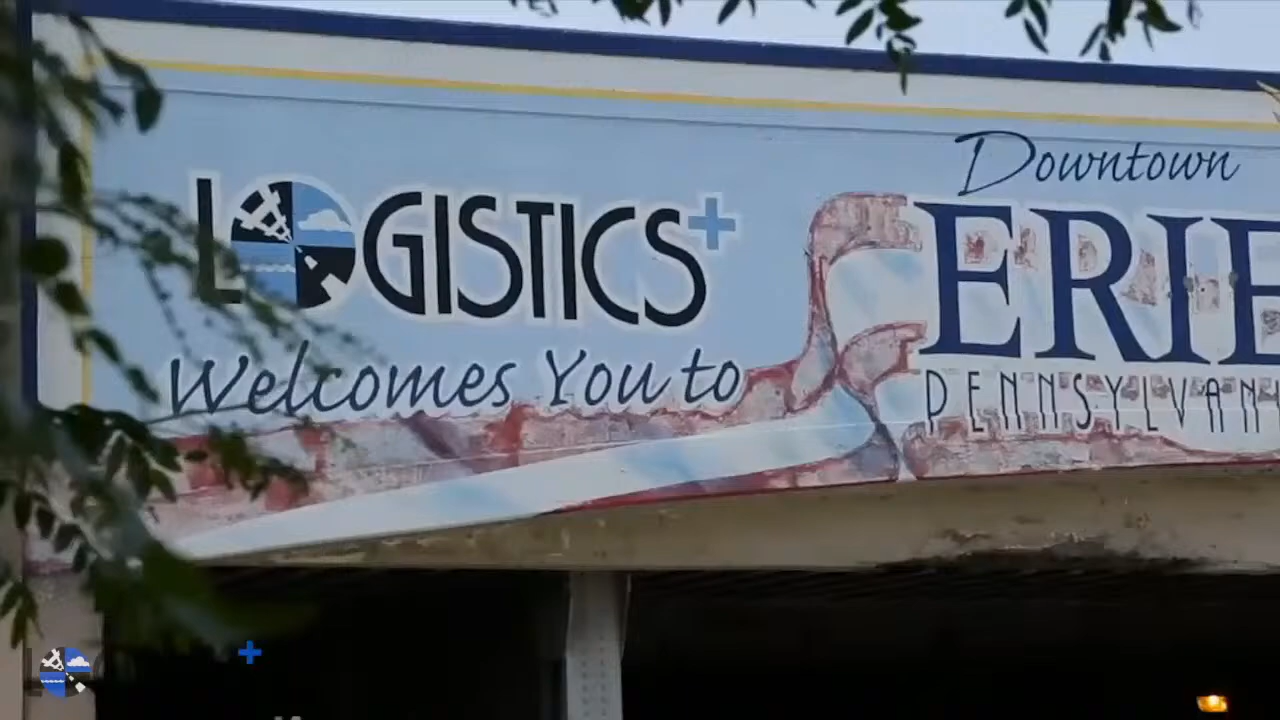 LOGISTICS+
Welcomes You to
Downtown
ERIE
PENNSYLVAN